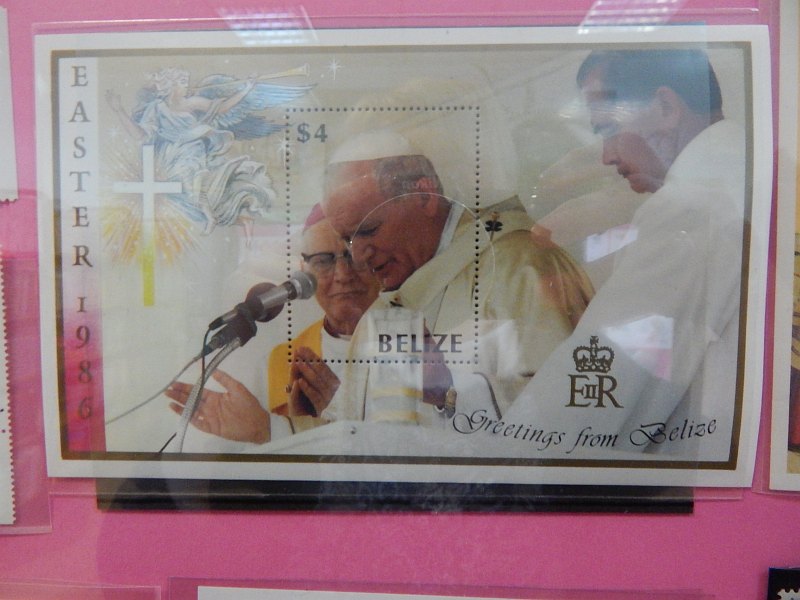 EASTER 1986
$4
BELIZE
EIIR
Greetings from Belize